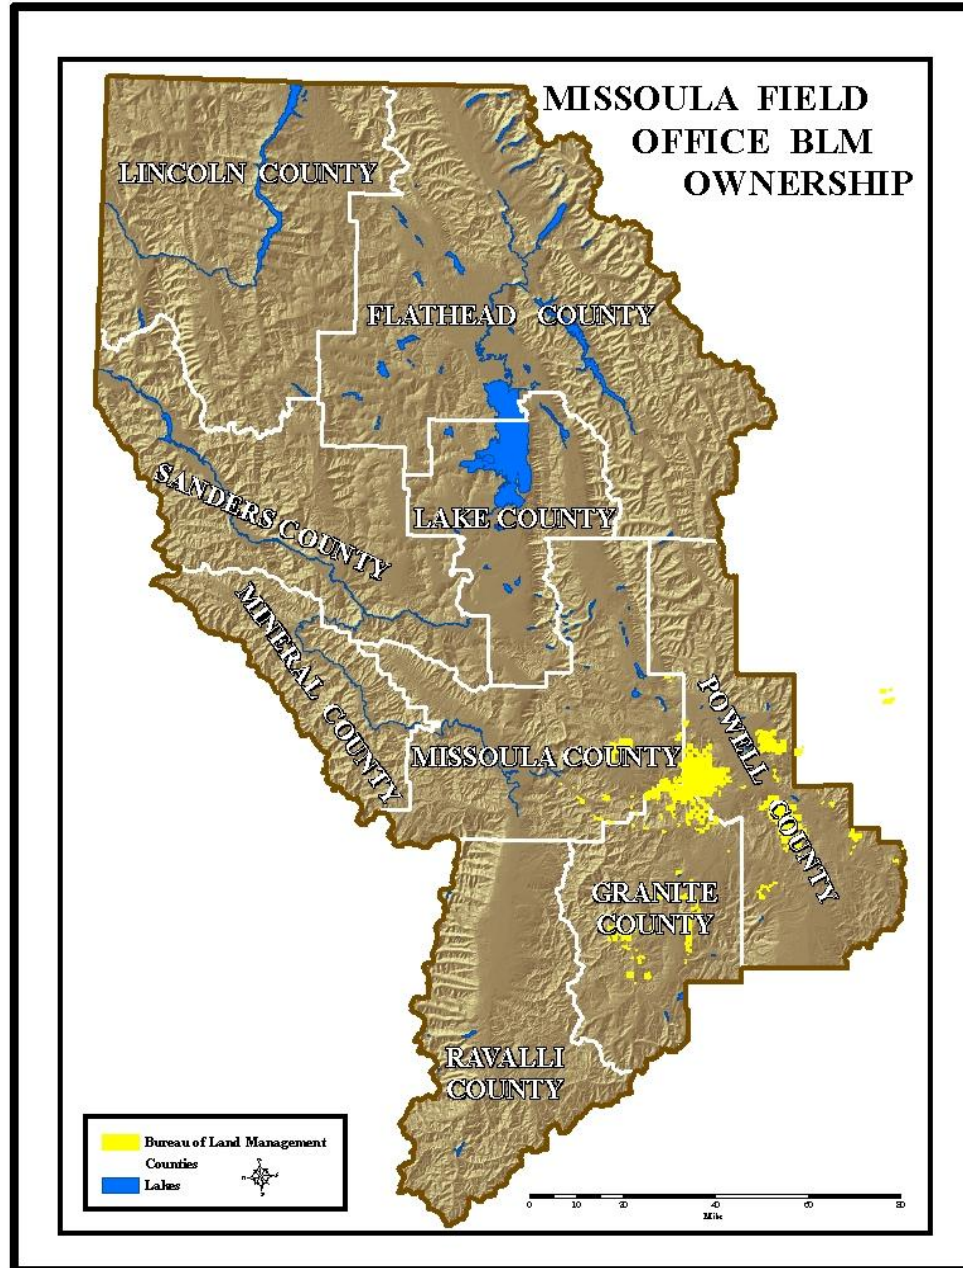 MISSOULA FIELD
OFFICE BLM
OWNERSHIP
LINCOLN COUNTY
FLATHEAD COUNTY
SANDERS COUNTY
LAKE COUNTY
MINERAL COUNTY
POWELL COUNTY
MISSOULA COUNTY
GRANITE
COUNTY
RAVALLI
COUNTY
Bureau of Land Management
Counties
Lakes
0 10 20 40 60 80